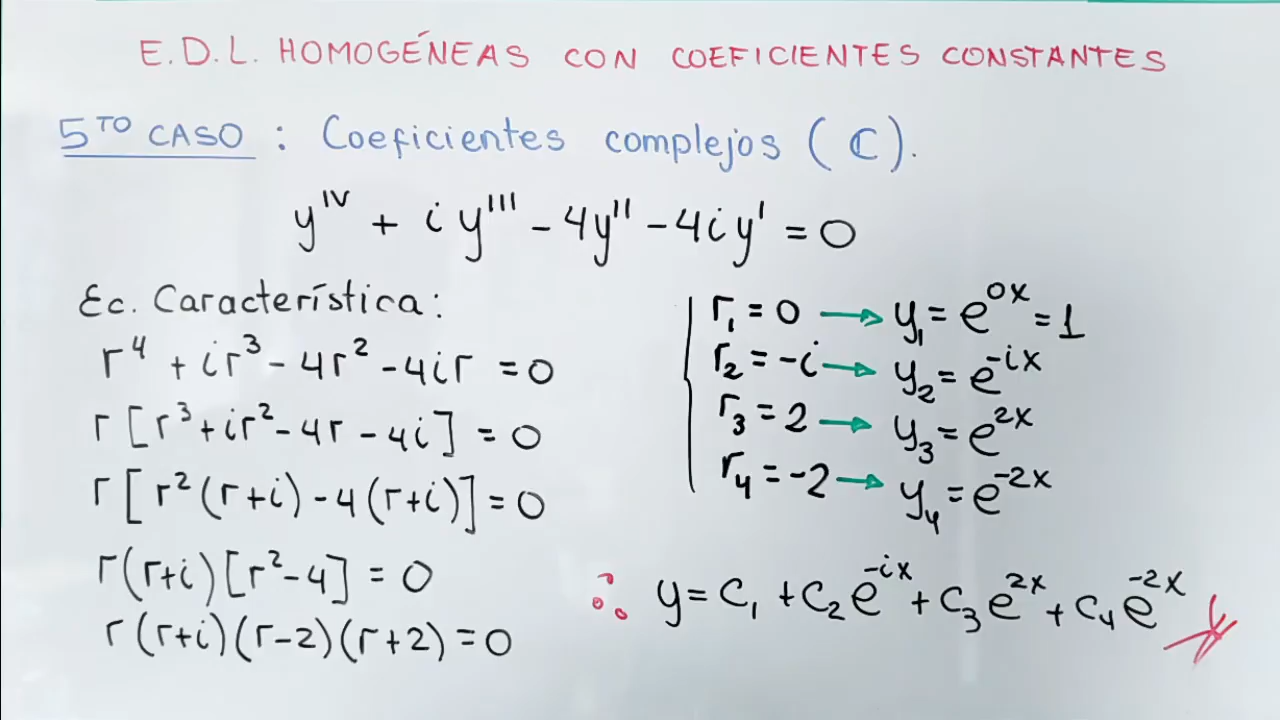 E.D.L. HOMOGÉNEAS CON COEFICIENTES CONSTANTES
5TO CASO : Coeficientes complejos (ℂ).
y^IV + iy''' - 4y'' - 4iy' = 0
Ec. Característica:
r⁴ + ir³ - 4r² - 4ir = 0
r[r³+ir²-4r-4i] = 0
r[r²(r+i)-4(r+i)] = 0
r(r+i)[r²-4] = 0
r(r+i)(r-2)(r+2) = 0
r₁ = 0 → y₁ = e^0x = 1
r₂ = -i → y₂ = e^-ix
r₃ = 2 → y₃ = e^2x
r₄ = -2 → y₄ = e^-2x
∴ y = C₁ + C₂e^-ix + C₃e^2x + C₄e^-2x